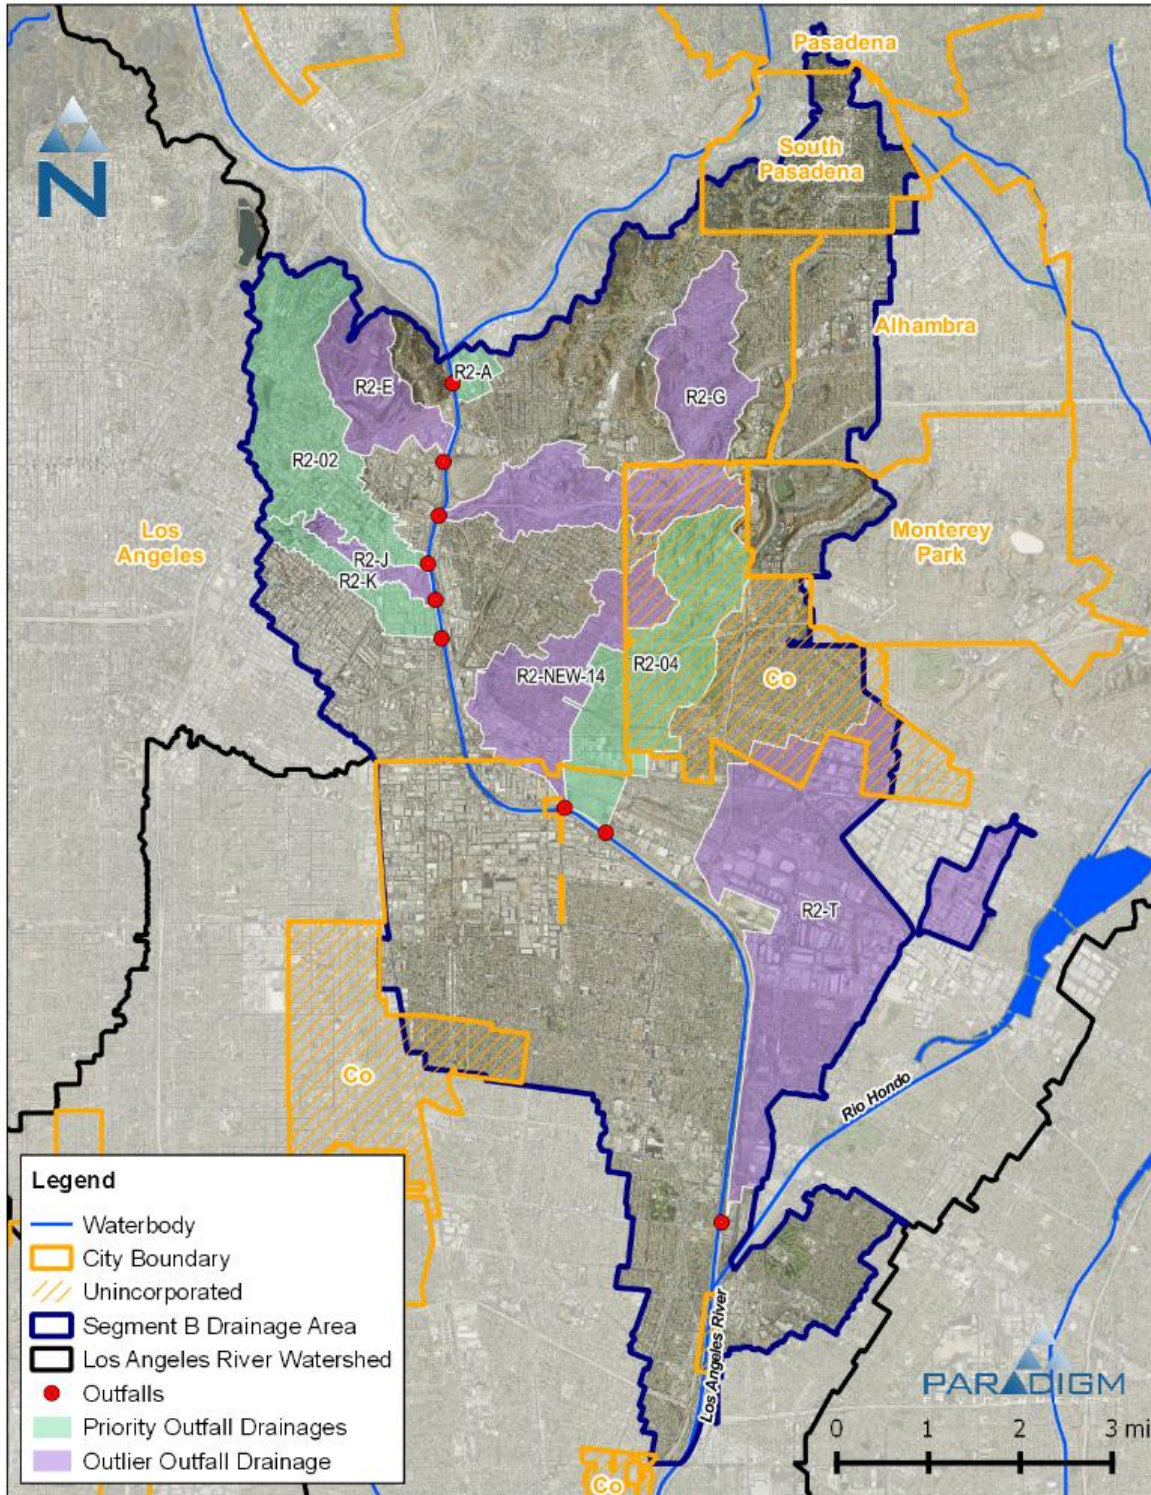 Pasadena
N
South
Pasadena
Alhambra
R2-A
R2-E
R2-G
R2-02
Los
Angeles
Monterey
Park
R2-J
R2-K
R2-NEW-14
R2-04
Co
R2-T
Co
Rio Hondo
Los Angeles River
Legend
Waterbody
City Boundary
Unincorporated
Segment B Drainage Area
Los Angeles River Watershed
Outfalls
Priority Outfall Drainages
Outlier Outfall Drainage
PARADIGM
ENVIRONMENTAL
0 1 2 3 mi
Co